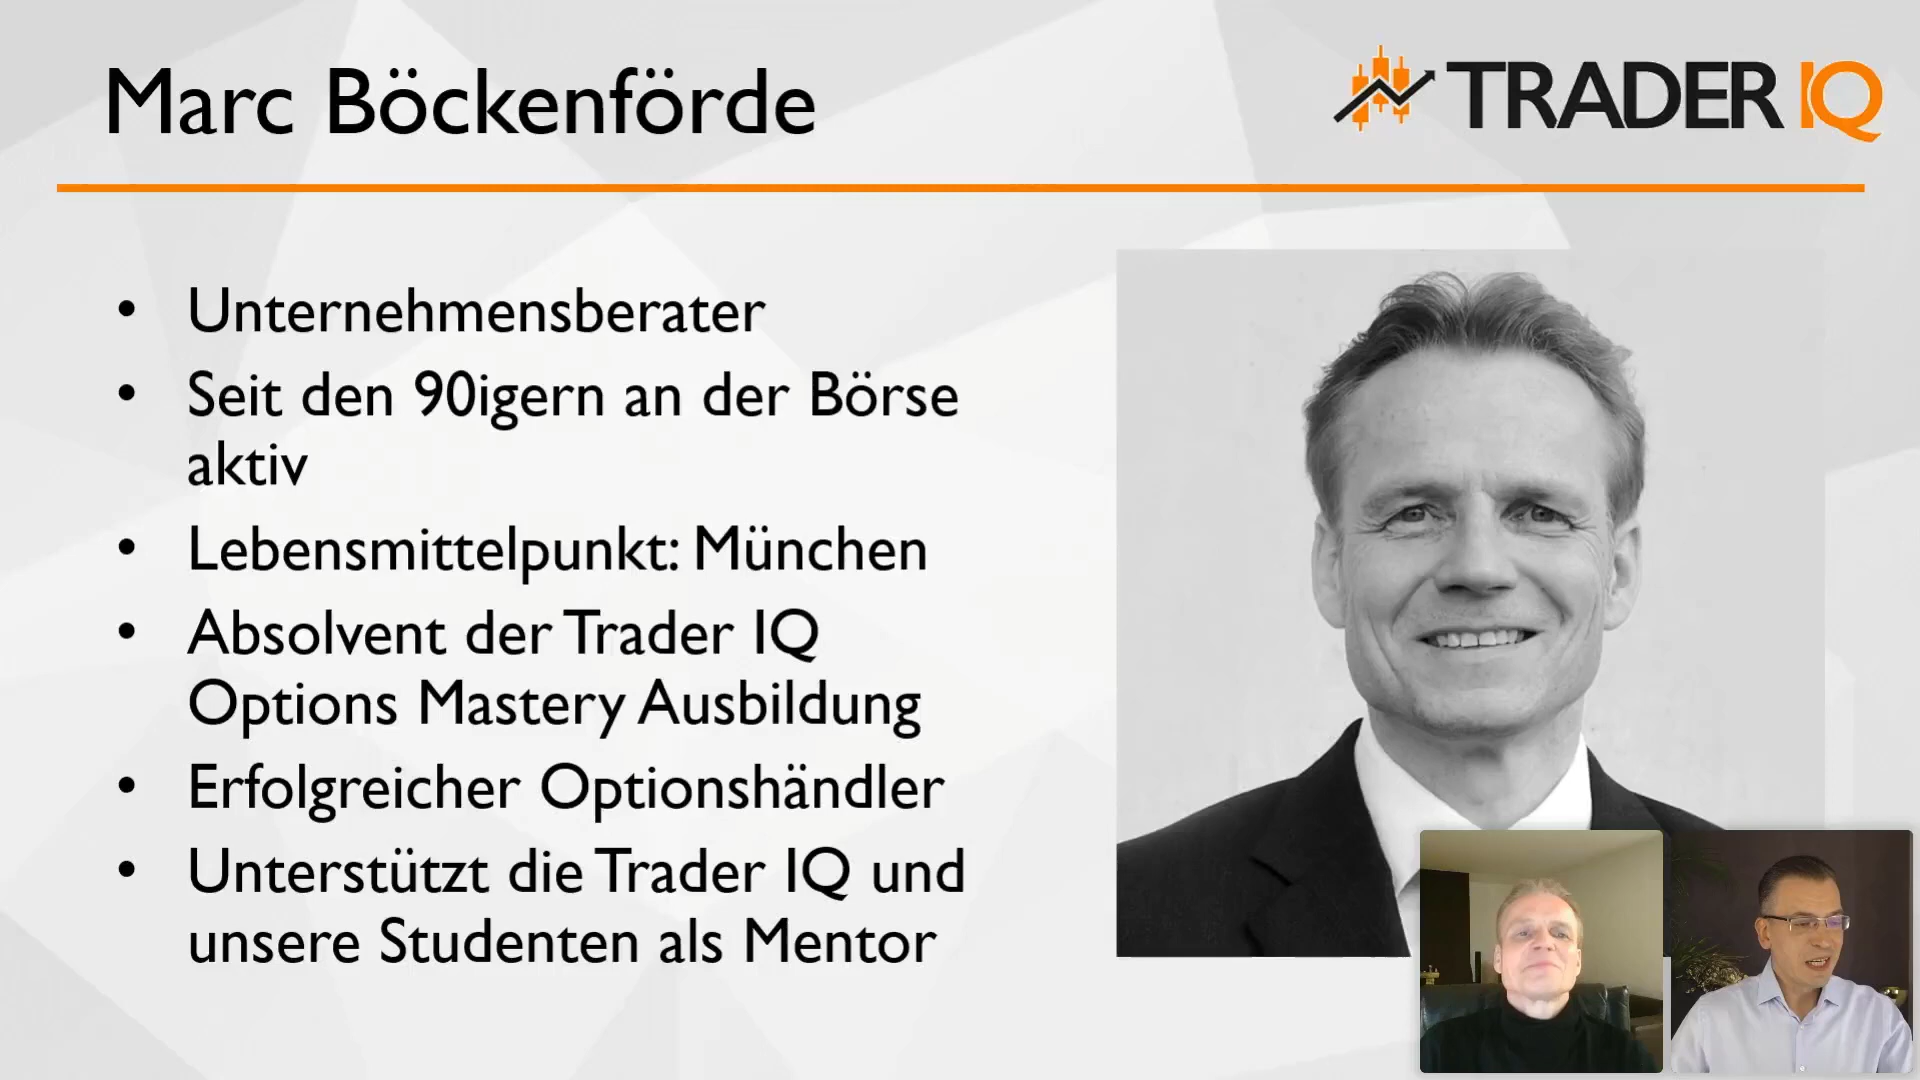 Marc Böckenförde
TRADER IQ
• Unternehmensberater
• Seit den 90igern an der Börse
aktiv
• Lebensmittelpunkt: München
• Absolvent der Trader IQ
Options Mastery Ausbildung
• Erfolgreicher Optionshändler
• Unterstützt die Trader IQ und
unsere Studenten als Mentor